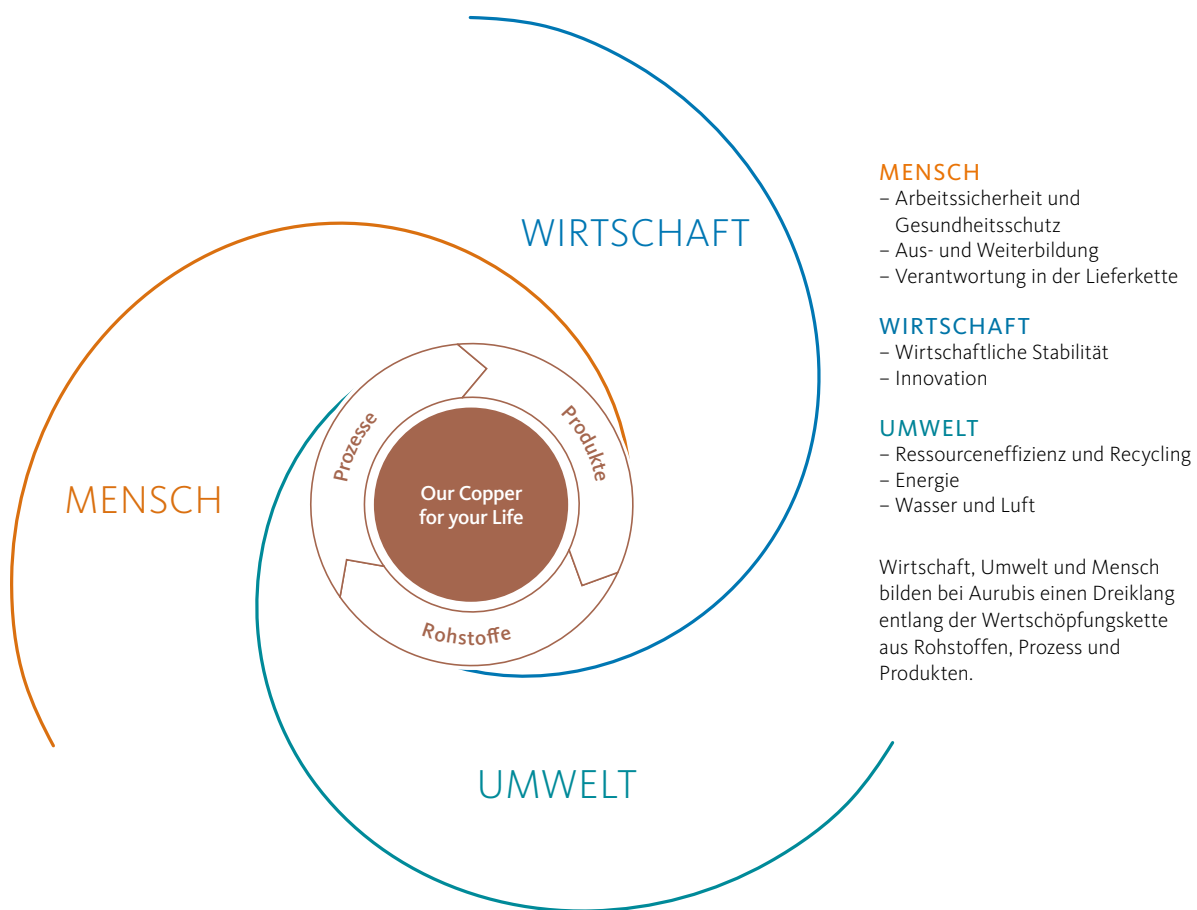 WIRTSCHAFT
MENSCH
UMWELT
Prozesse
Produkte
Rohstoffe
Our Copper
for your Life
MENSCH
– Arbeitssicherheit und
Gesundheitsschutz
– Aus- und Weiterbildung
– Verantwortung in der Lieferkette
WIRTSCHAFT
– Wirtschaftliche Stabilität
– Innovation
UMWELT
– Ressourceneffizienz und Recycling
– Energie
– Wasser und Luft
Wirtschaft, Umwelt und Mensch
bilden bei Aurubis einen Dreiklang
entlang der Wertschöpfungskette
aus Rohstoffen, Prozess und
Produkten.